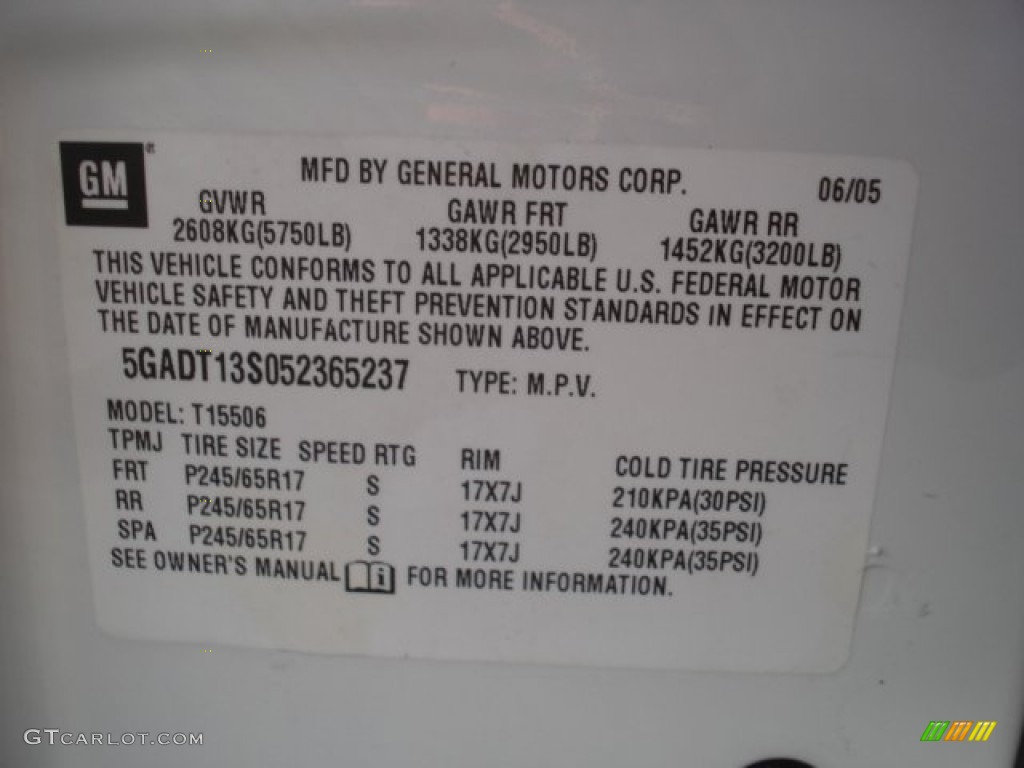 GM ®
MFD BY GENERAL MOTORS CORP. 06/05
GVWR GAWR FRT GAWR RR
2608KG(5750LB) 1338KG(2950LB) 1452KG(3200LB)
THIS VEHICLE CONFORMS TO ALL APPLICABLE U.S. FEDERAL MOTOR
VEHICLE SAFETY AND THEFT PREVENTION STANDARDS IN EFFECT ON
THE DATE OF MANUFACTURE SHOWN ABOVE.
5GADT13S052365237 TYPE: M.P.V.
MODEL: T15506
TPMJ TIRE SIZE SPEED RTG RIM COLD TIRE PRESSURE
FRT P245/65R17 S 17X7J 210KPA(30PSI)
RR P245/65R17 S 17X7J 240KPA(35PSI)
SPA P245/65R17 S 17X7J 240KPA(35PSI)
SEE OWNER'S MANUAL i FOR MORE INFORMATION.
GTCARLOT.COM